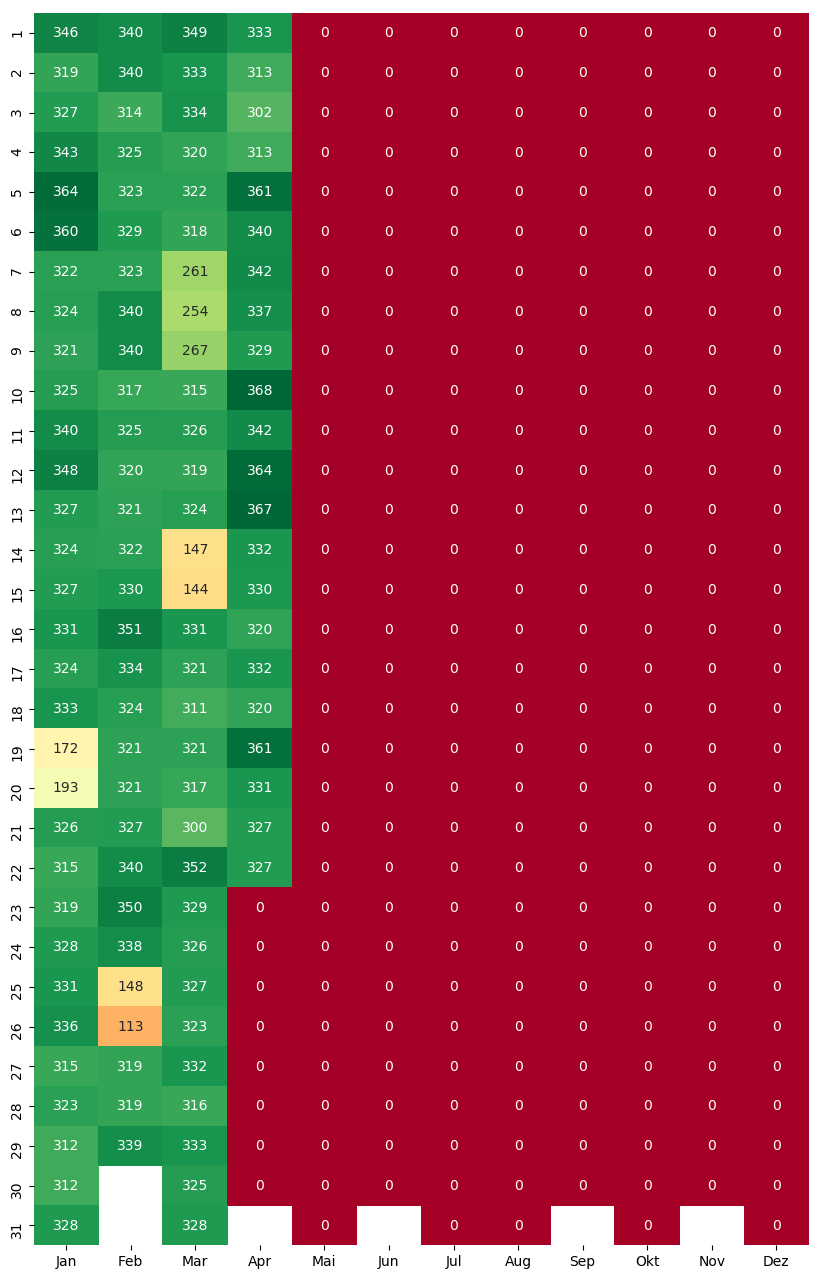 1 346 340 349 333 0 0 0 0 0 0 0 0
2 319 340 333 313 0 0 0 0 0 0 0 0
3 327 314 334 302 0 0 0 0 0 0 0 0
4 343 325 320 313 0 0 0 0 0 0 0 0
5 364 323 322 361 0 0 0 0 0 0 0 0
6 360 329 318 340 0 0 0 0 0 0 0 0
7 322 323 261 342 0 0 0 0 0 0 0 0
8 324 340 254 337 0 0 0 0 0 0 0 0
9 321 340 267 329 0 0 0 0 0 0 0 0
10 325 317 315 368 0 0 0 0 0 0 0 0
11 340 325 326 342 0 0 0 0 0 0 0 0
12 348 320 319 364 0 0 0 0 0 0 0 0
13 327 321 324 367 0 0 0 0 0 0 0 0
14 324 322 147 332 0 0 0 0 0 0 0 0
15 327 330 144 330 0 0 0 0 0 0 0 0
16 331 351 331 320 0 0 0 0 0 0 0 0
17 324 334 321 332 0 0 0 0 0 0 0 0
18 333 324 311 320 0 0 0 0 0 0 0 0
19 172 321 321 361 0 0 0 0 0 0 0 0
20 193 321 317 331 0 0 0 0 0 0 0 0
21 326 327 300 327 0 0 0 0 0 0 0 0
22 315 340 352 327 0 0 0 0 0 0 0 0
23 319 350 329 0 0 0 0 0 0 0 0 0
24 328 338 326 0 0 0 0 0 0 0 0 0
25 331 148 327 0 0 0 0 0 0 0 0 0
26 336 113 323 0 0 0 0 0 0 0 0 0
27 315 319 332 0 0 0 0 0 0 0 0 0
28 323 319 316 0 0 0 0 0 0 0 0 0
29 312 339 333 0 0 0 0 0 0 0 0 0
30 312 325 0 0 0 0 0 0 0 0 0
31 328 328 0 0 0 0 0
Jan Feb Mar Apr Mai Jun Jul Aug Sep Okt Nov Dez